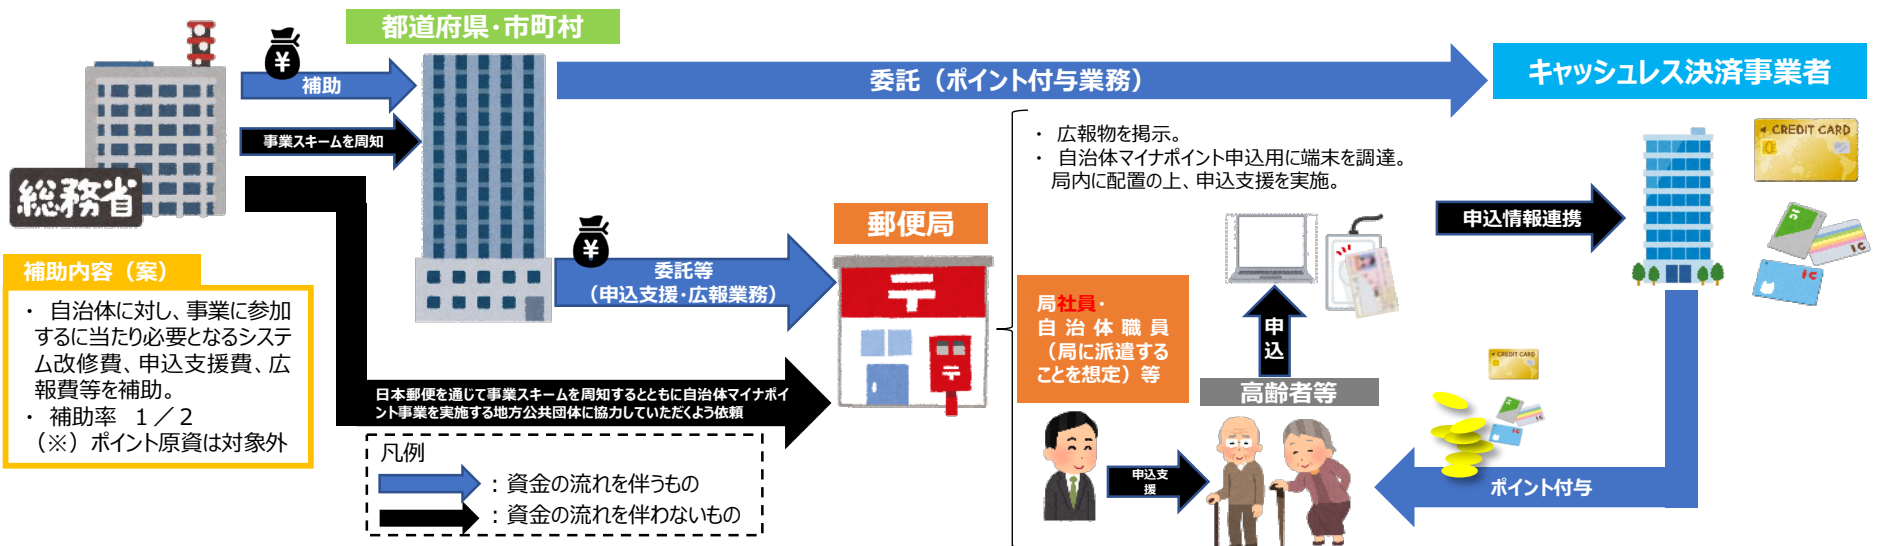 都道府県・市町村
¥
補助
事業スキームを周知
総務省
委託（ポイント付与業務）
キャッシュレス決済事業者
CREDIT CARD
・ 広報物を掲示。
・ 自治体マイナポイント申込用に端末を調達。
局内に配置の上、申込支援を実施。
申込情報連携
IC
IC
郵便局
〒
〒
¥
委託等
（申込支援・広報業務）
補助内容（案）
・ 自治体に対し、事業に参加
するに当たり必要となるシステ
ム改修費、申込支援費、広
報費等を補助。
・ 補助率 １／２
（※）ポイント原資は対象外
局社員・
自治体職員
（局に派遣する
ことを想定）等
申
込
高齢者等
日本郵便を通じて事業スキームを周知するとともに自治体マイナポイ
ント事業を実施する地方公共団体に協力していただくよう依頼
凡例
：資金の流れを伴うもの
：資金の流れを伴わないもの
申込支
援
CREDIT CARD
ポイント付与